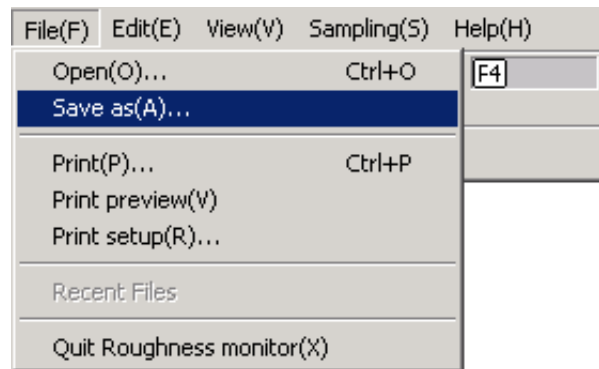 File(F) Edit(E) View(V) Sampling(S) Help(H)
Open(O)... Ctrl+O F4
Save as(A)...
Print(P)... Ctrl+P
Print preview(V)
Print setup(R)...
Recent Files
Quit Roughness monitor(X)